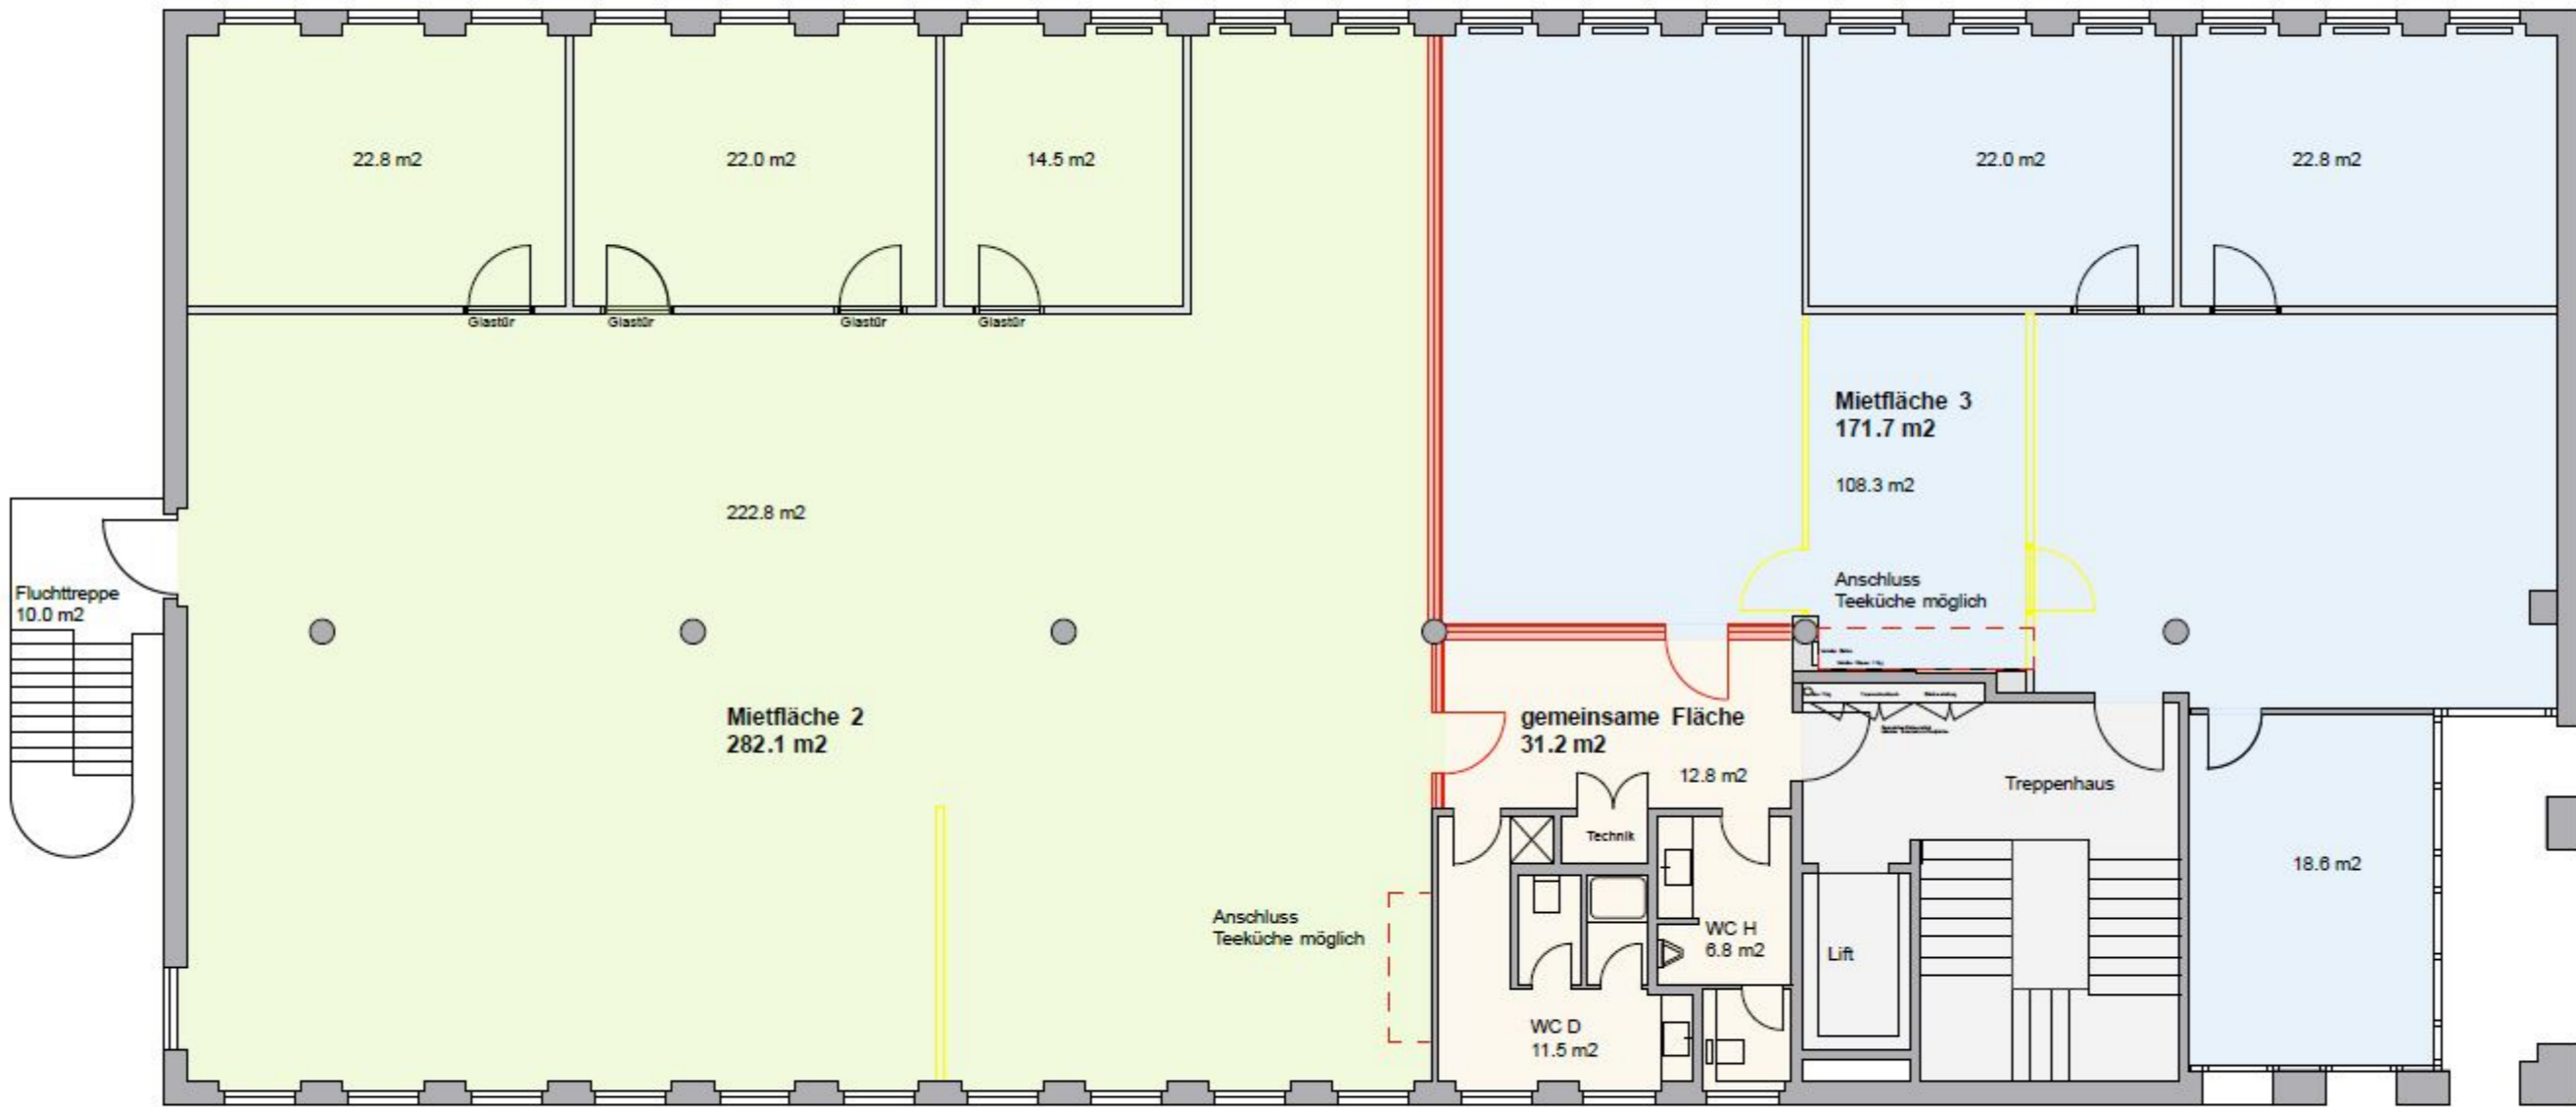 22.8 m2
22.0 m2
14.5 m2
22.0 m2
22.8 m2
Glastür
Glastür
Glastür
Glastür
Mietfläche 3
171.7 m2
108.3 m2
222.8 m2
Fluchttreppe
10.0 m2
Anschluss
Teeküche möglich
Mietfläche 2
282.1 m2
gemeinsame Fläche
31.2 m2
12.8 m2
Treppenhaus
Technik
18.6 m2
Anschluss
Teeküche möglich
WC H
6.8 m2
Lift
WC D
11.5 m2